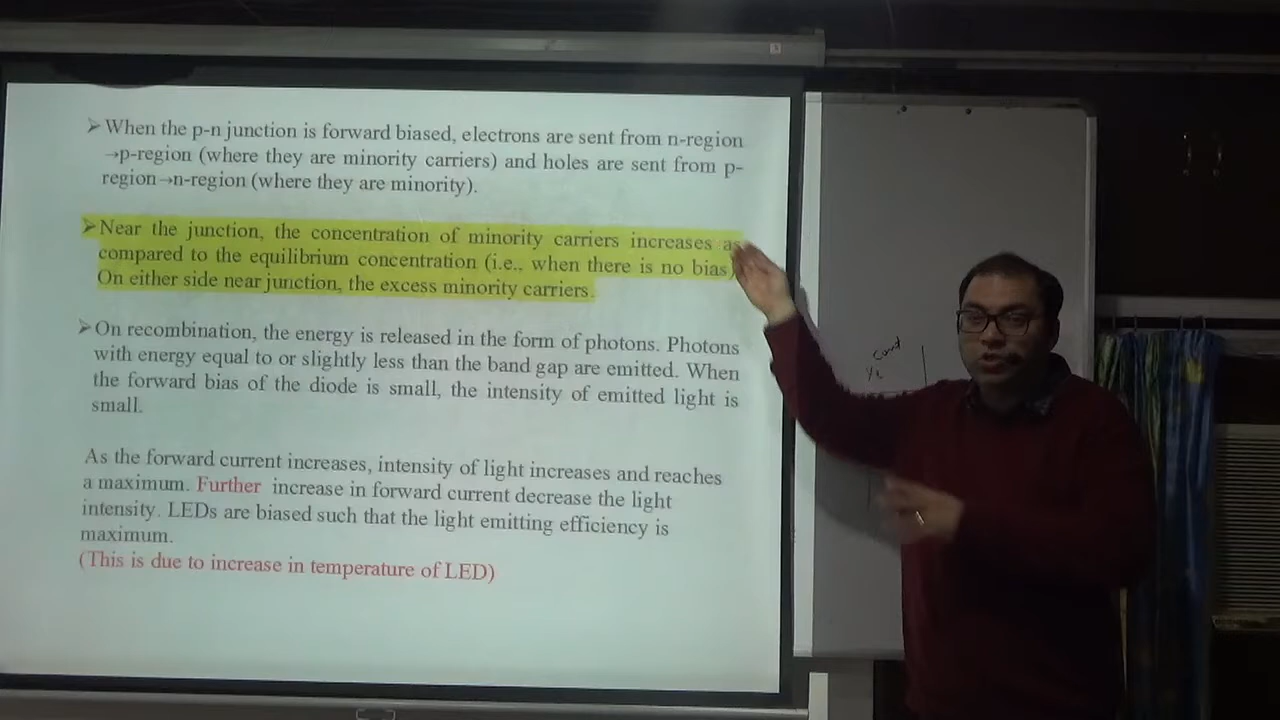 ➢When the p-n junction is forward biased, electrons are sent from n-region
→p-region (where they are minority carriers) and holes are sent from p-
region→n-region (where they are minority).
➢Near the junction, the concentration of minority carriers increases as
compared to the equilibrium concentration (i.e., when there is no bias)
On either side near junction, the excess minority carriers.
➢On recombination, the energy is released in the form of photons. Photons
with energy equal to or slightly less than the band gap are emitted. When
the forward bias of the diode is small, the intensity of emitted light is
small.
As the forward current increases, intensity of light increases and reaches
a maximum. Further increase in forward current decrease the light
intensity. LEDs are biased such that the light emitting efficiency is
maximum.
(This is due to increase in temperature of LED)